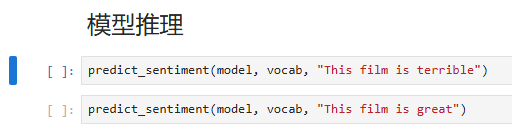 模型推理
[ ]: predict_sentiment(model, vocab, "This film is terrible")
[ ]: predict_sentiment(model, vocab, "This film is great")